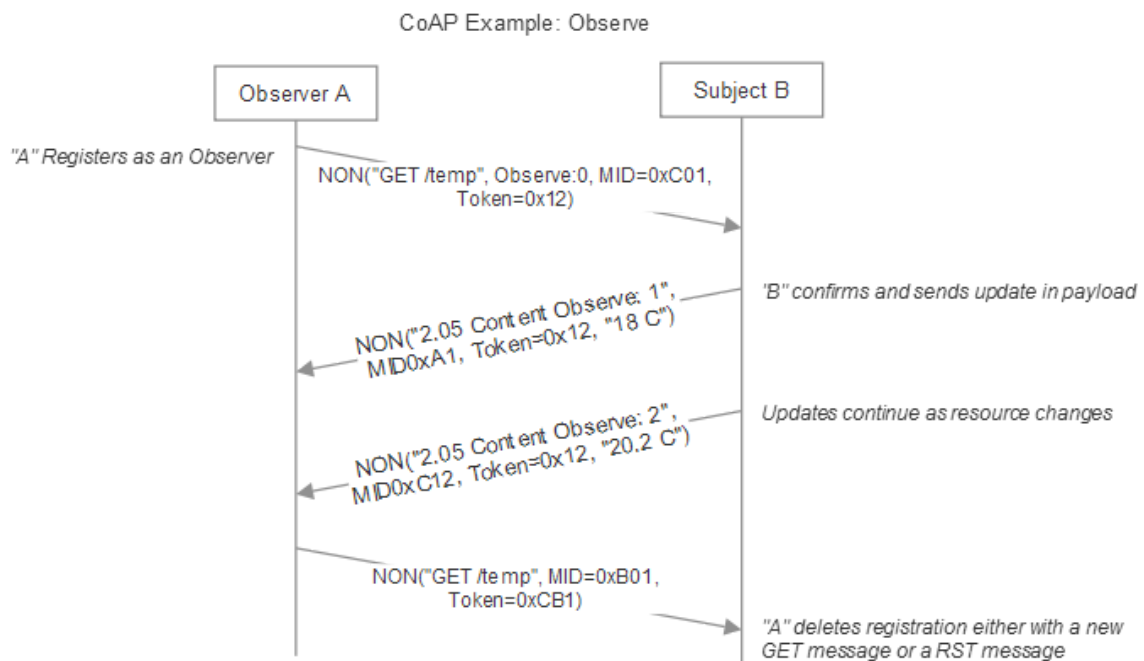 CoAP Example: Observe
Observer A
Subject B
"A" Registers as an Observer
NON("GET /temp", Observe:0, MID=0xC01,
Token=0x12)
"B" confirms and sends update in payload
NON("2.05 Content Observe: 1",
MID0xA1, Token=0x12, "18 C")
Updates continue as resource changes
NON("2.05 Content Observe: 2",
MID0xC12, Token=0x12, "20.2 C")
NON("GET /temp", MID=0xB01,
Token=0xCB1)
"A" deletes registration either with a new
GET message or a RST message